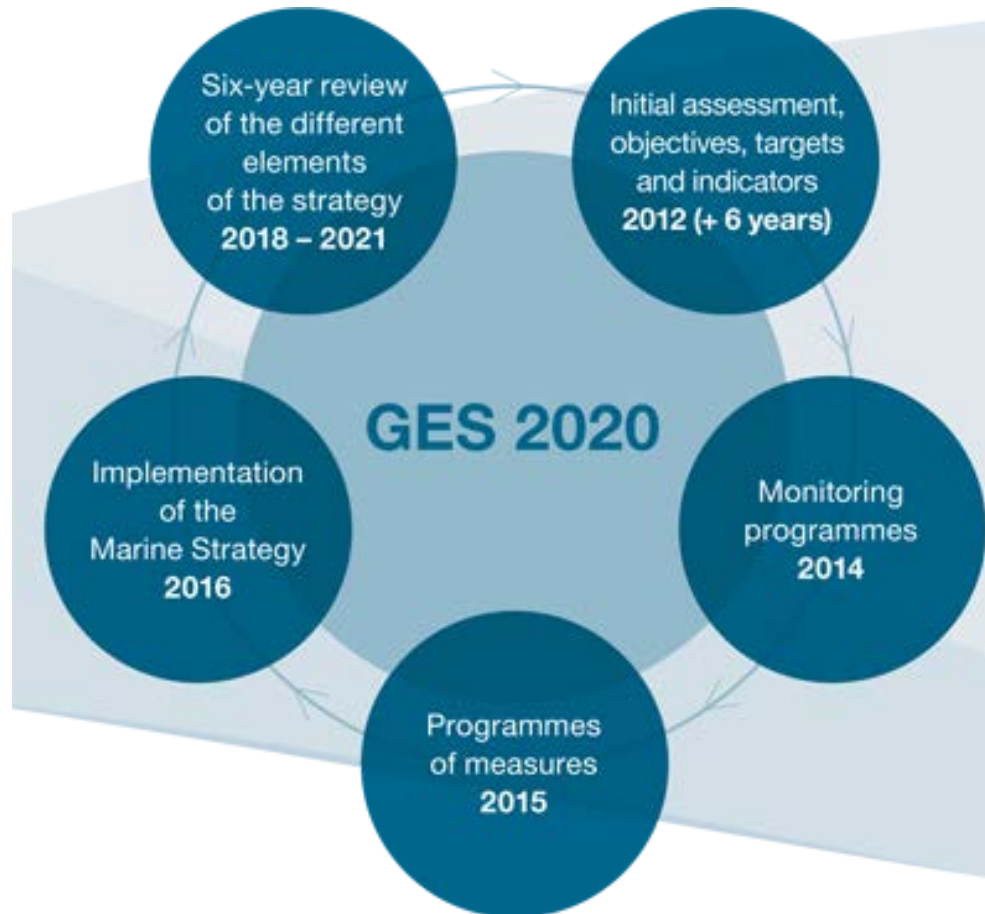 Six-year review
of the different
elements
of the strategy
2018 – 2021
Initial assessment,
objectives, targets
and indicators
2012 (+ 6 years)
GES 2020
Implementation
of the
Marine Strategy
2016
Monitoring
programmes
2014
Programmes
of measures
2015